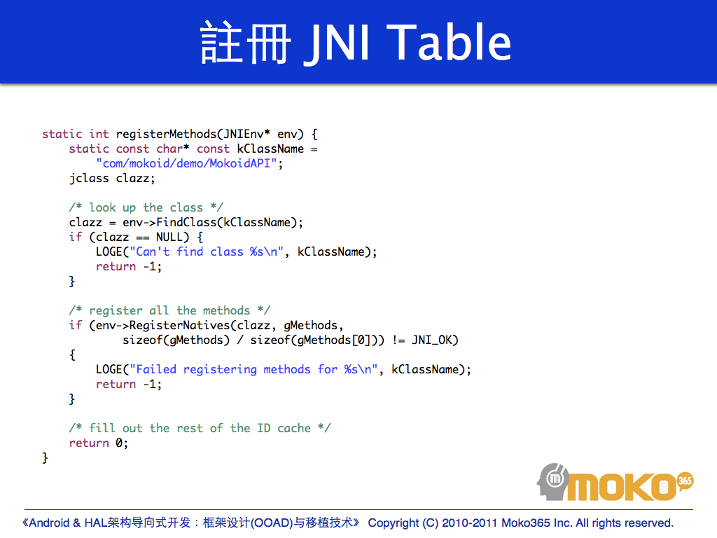 註冊 JNI Table
static int registerMethods(JNIEnv* env) {
    static const char* const kClassName =
        "com/mokoid/demo/MokoidAPI";
    jclass clazz;

    /* look up the class */
    clazz = env->FindClass(kClassName);
    if (clazz == NULL) {
        LOGE("Can't find class %s\n", kClassName);
        return -1;
    }

    /* register all the methods */
    if (env->RegisterNatives(clazz, gMethods,
            sizeof(gMethods) / sizeof(gMethods[0])) != JNI_OK)
    {
        LOGE("Failed registering methods for %s\n", kClassName);
        return -1;
    }

    /* fill out the rest of the ID cache */
    return 0;
}
m MOKO 365
《Android & HAL架构导向式开发：框架设计(OOAD)与移植技术》 Copyright (C) 2010-2011 Moko365 Inc. All rights reserved.